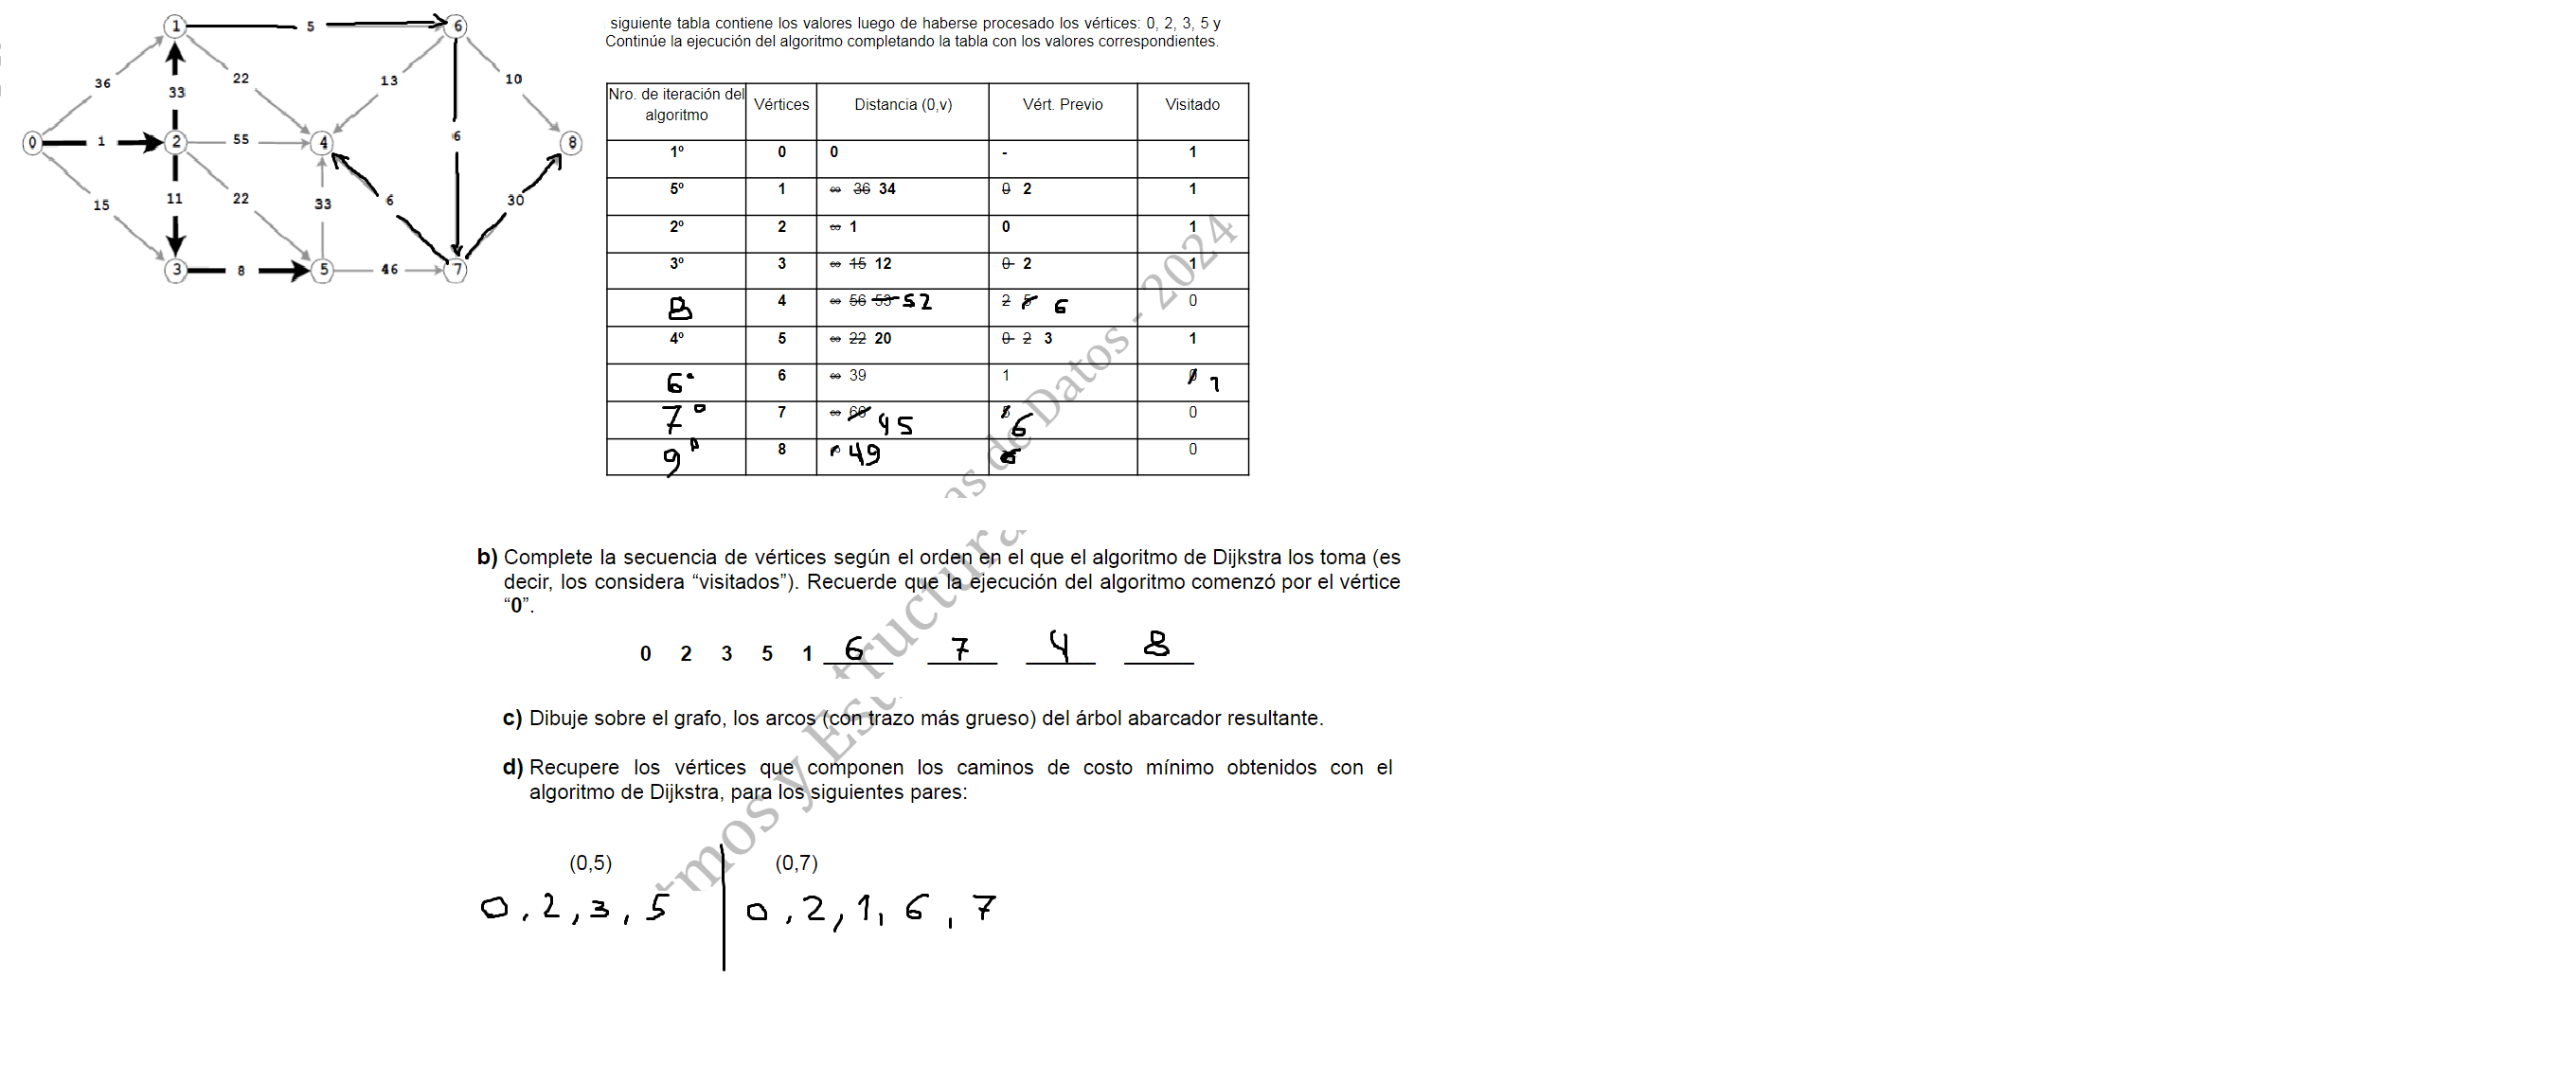 siguiente tabla contiene los valores luego de haberse procesado los vértices: 0, 2, 3, 5 y
Continúe la ejecución del algoritmo completando la tabla con los valores correspondientes.
1 5 6
36 22 13 10
33
0 1 2 55 4 6 8
15 11 22 33 6 30
3 8 5 46 7
Nro. de iteración del algoritmo Vértices Distancia (0,v) Vért. Previo Visitado
1º 0 0 - 1
5º 1 ∞ 36 34 0 2 1
2º 2 ∞ 1 0 1
3º 3 ∞ 15 12 0 2 1
8 4 ∞ 56 53 52 2 5 6 0
4º 5 ∞ 22 20 0 2 3 1
6º 6 ∞ 39 1 0 1
7º 7 ∞ 66 45 5 6 0
9º 8 ∞ 49 6 0
b) Complete la secuencia de vértices según el orden en el que el algoritmo de Dijkstra los toma (es
decir, los considera “visitados”). Recuerde que la ejecución del algoritmo comenzó por el vértice
“0”.
0 2 3 5 1 6 7 4 8
c) Dibuje sobre el grafo, los arcos (con trazo más grueso) del árbol abarcador resultante.
d) Recupere los vértices que componen los caminos de costo mínimo obtenidos con el
algoritmo de Dijkstra, para los siguientes pares:
(0,5) (0,7)
0, 2, 3, 5 0, 2, 1, 6, 7
tmos y Estructuras de Datos - 2024